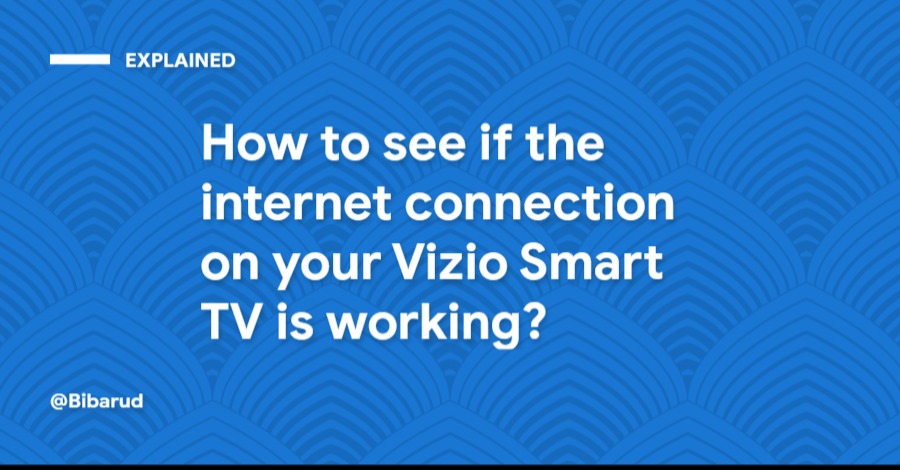 EXPLAINED
How to see if the
internet connection
on your Vizio Smart
TV is working?
@Bibarud